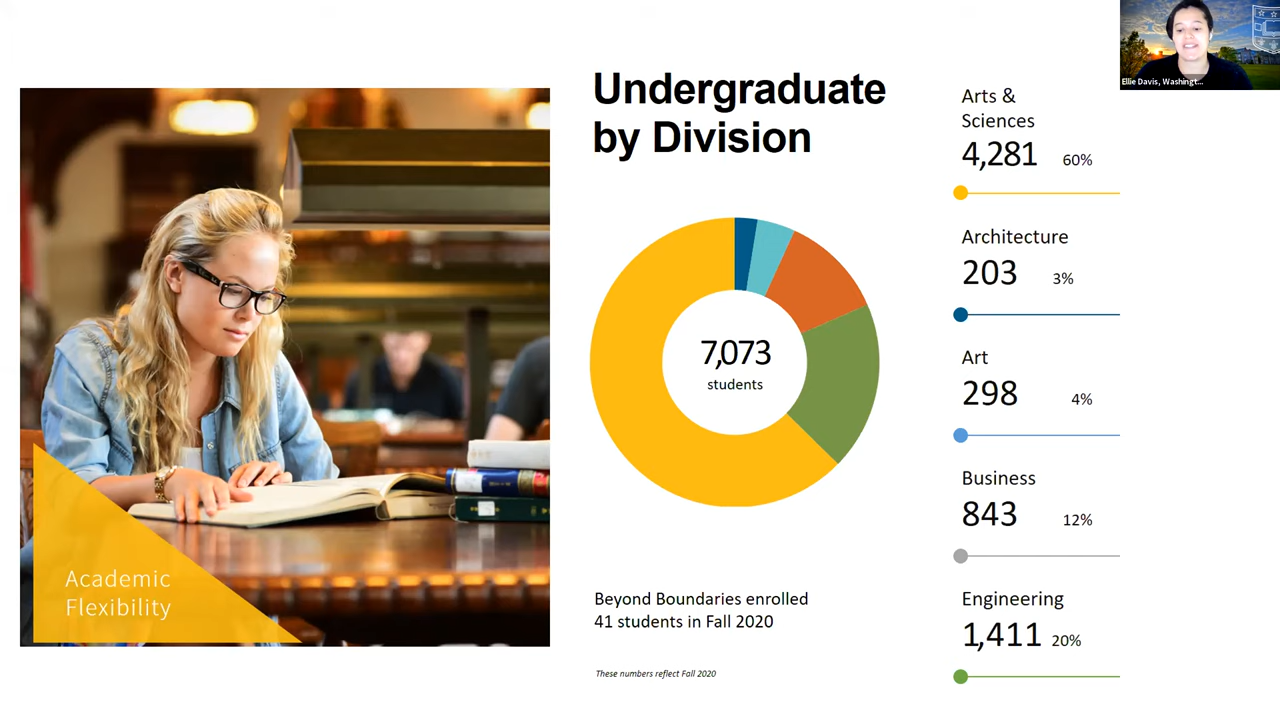 Ellie Davis, Washingt...
Undergraduate
by Division
7,073
students
Beyond Boundaries enrolled
41 students in Fall 2020
These numbers reflect Fall 2020
Academic
Flexibility
Arts &
Sciences
4,281 60%
Architecture
203 3%
Art
298 4%
Business
843 12%
Engineering
1,411 20%